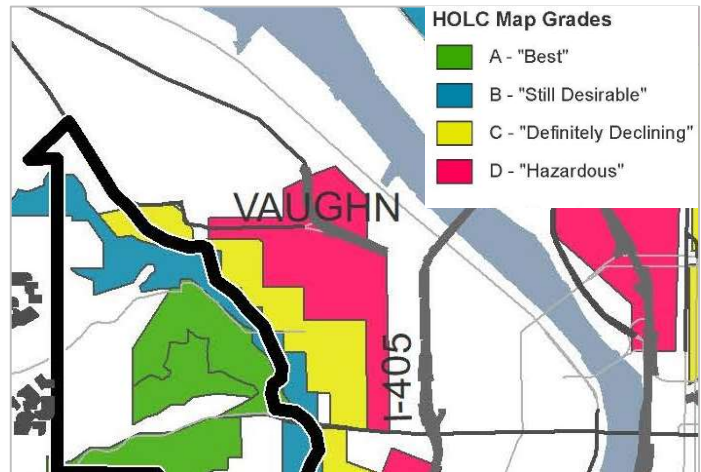 HOLC Map Grades
A - "Best"
B - "Still Desirable"
C - "Definitely Declining"
D - "Hazardous"
VAUGHN
I-405